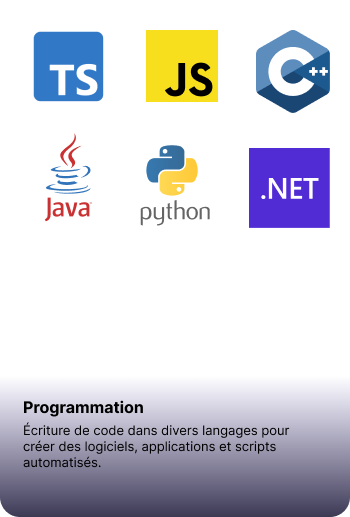 TS
JS
C++
Java
python
.NET
Programmation
Écriture de code dans divers langages pour
créer des logiciels, applications et scripts
automatisés.